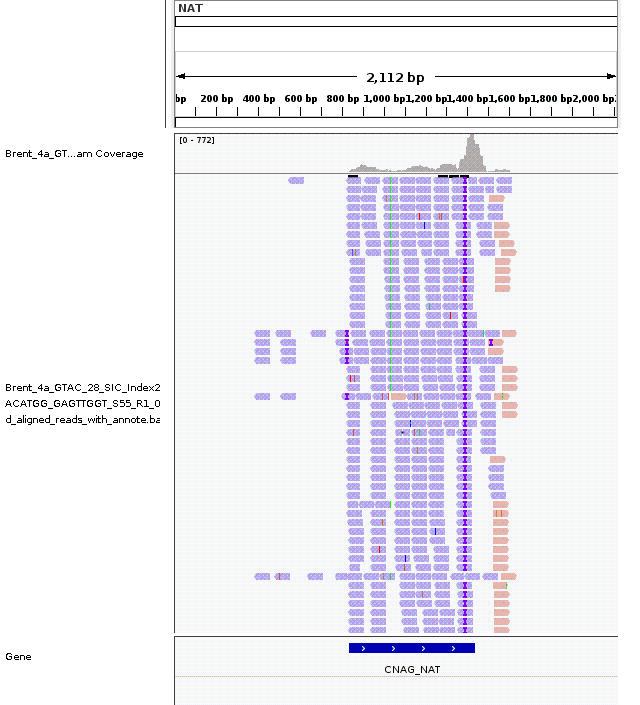 NAT
2,112 bp
bp 200 bp 400 bp 600 bp 800 bp 1,000 bp 1,200 bp 1,400 bp 1,600 bp 1,800 bp 2,000 bp
[0 - 772]
Brent_4a_GT...am Coverage
Brent_4a_GTAC_28_SIC_Index2
ACATGG_GAGTTGGT_S55_R1_0
d_aligned_reads_with_annote.ba
Gene
CNAG_NAT